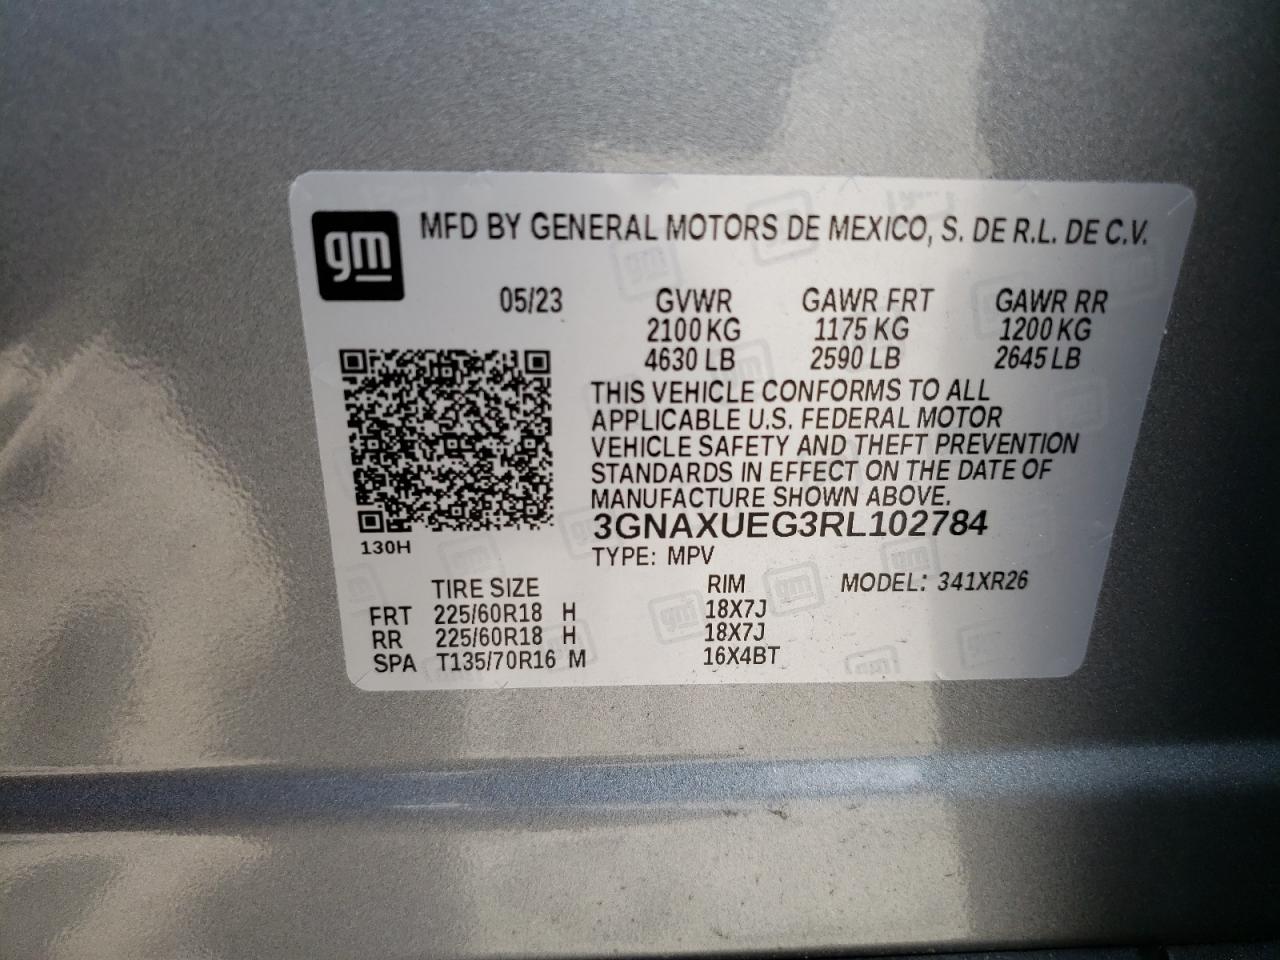 gm
MFD BY GENERAL MOTORS DE MEXICO, S. DE R.L. DE C.V.
05/23 GVWR GAWR FRT GAWR RR
2100 KG 1175 KG 1200 KG
4630 LB 2590 LB 2645 LB
THIS VEHICLE CONFORMS TO ALL
APPLICABLE U.S. FEDERAL MOTOR
VEHICLE SAFETY AND THEFT PREVENTION
STANDARDS IN EFFECT ON THE DATE OF
MANUFACTURE SHOWN ABOVE.
3GNAXUEG3RL102784
130H
TYPE: MPV
TIRE SIZE RIM MODEL: 341XR26
FRT 225/60R18 H 18X7J
RR 225/60R18 H 18X7J
SPA T135/70R16 M 16X4BT